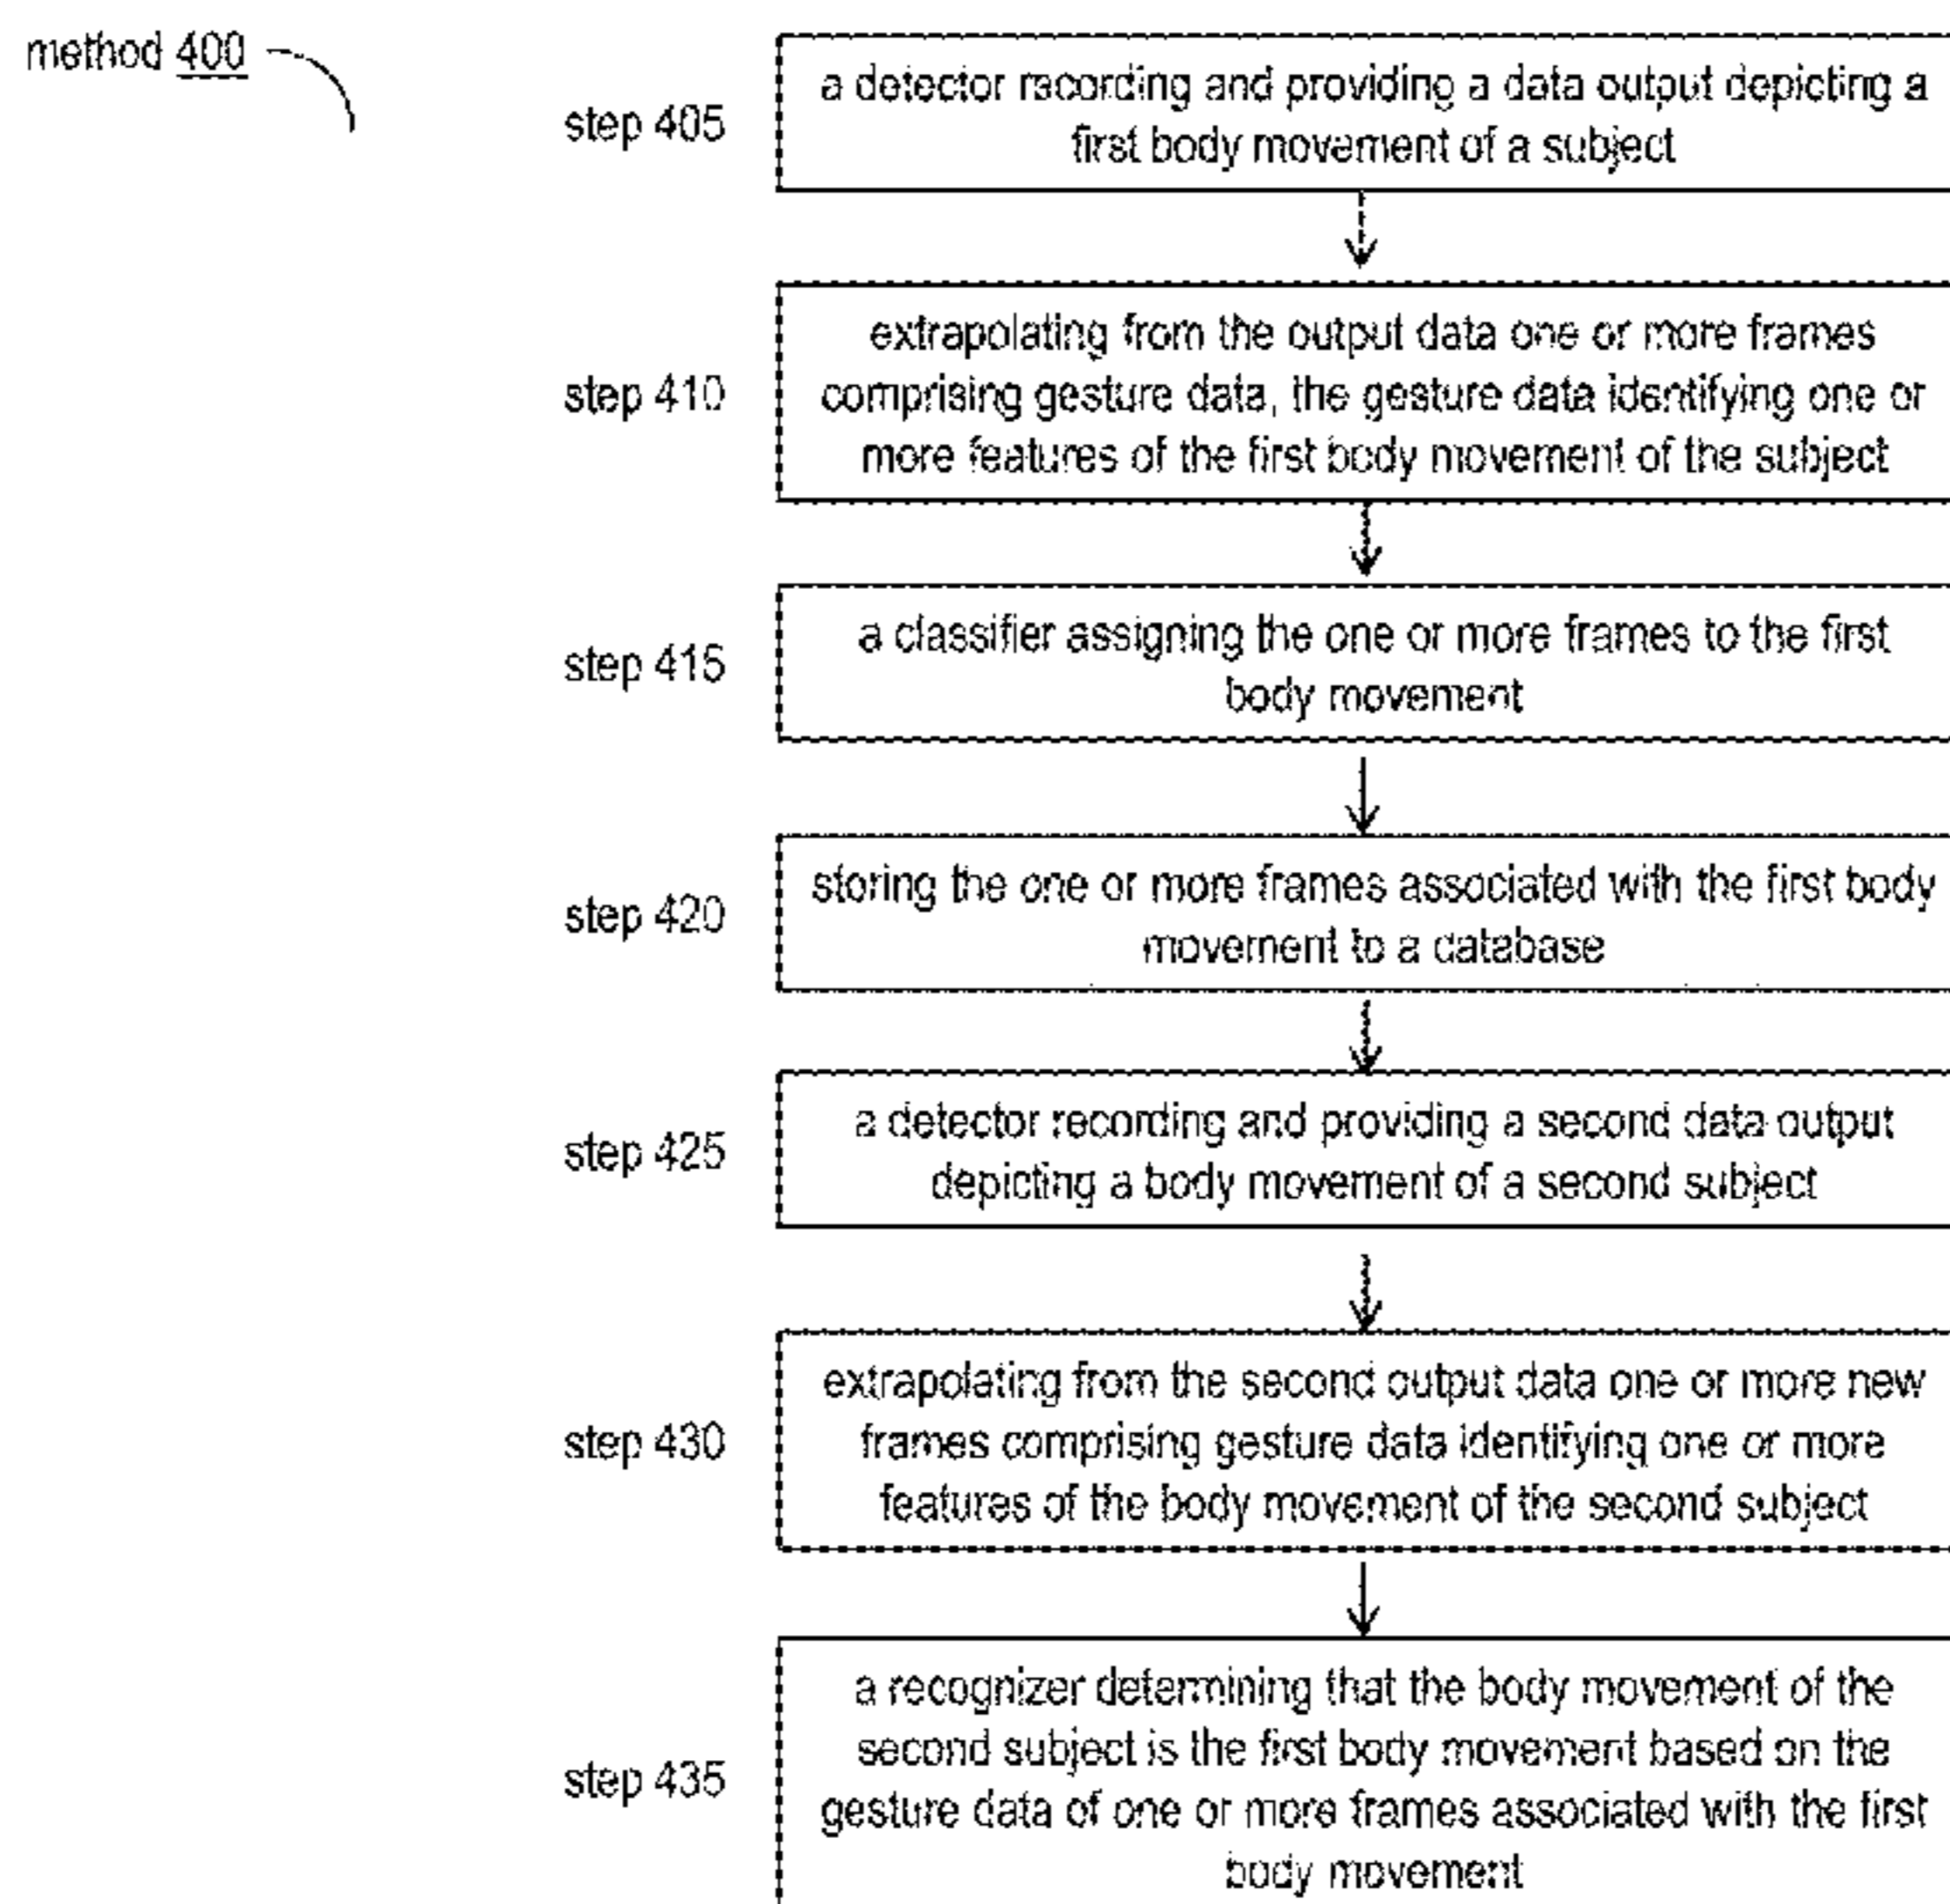 method 400
step 405
a detector recording and providing a data output depicting a
first body movement of a subject
step 410
extrapolating from the output data one or more frames
comprising gesture data, the gesture data identifying one or
more features of the first body movement of the subject
step 415
a classifier assigning the one or more frames to the first
body movement
step 420
storing the one or more frames associated with the first body
movement to a database
step 425
a detector recording and providing a second data output
depicting a body movement of a second subject
step 430
extrapolating from the second output data one or more new
frames comprising gesture data identifying one or more
features of the body movement of the second subject
step 435
a recognizer determining that the body movement of the
second subject is the first body movement based on the
gesture data of one or more frames associated with the first
body movement